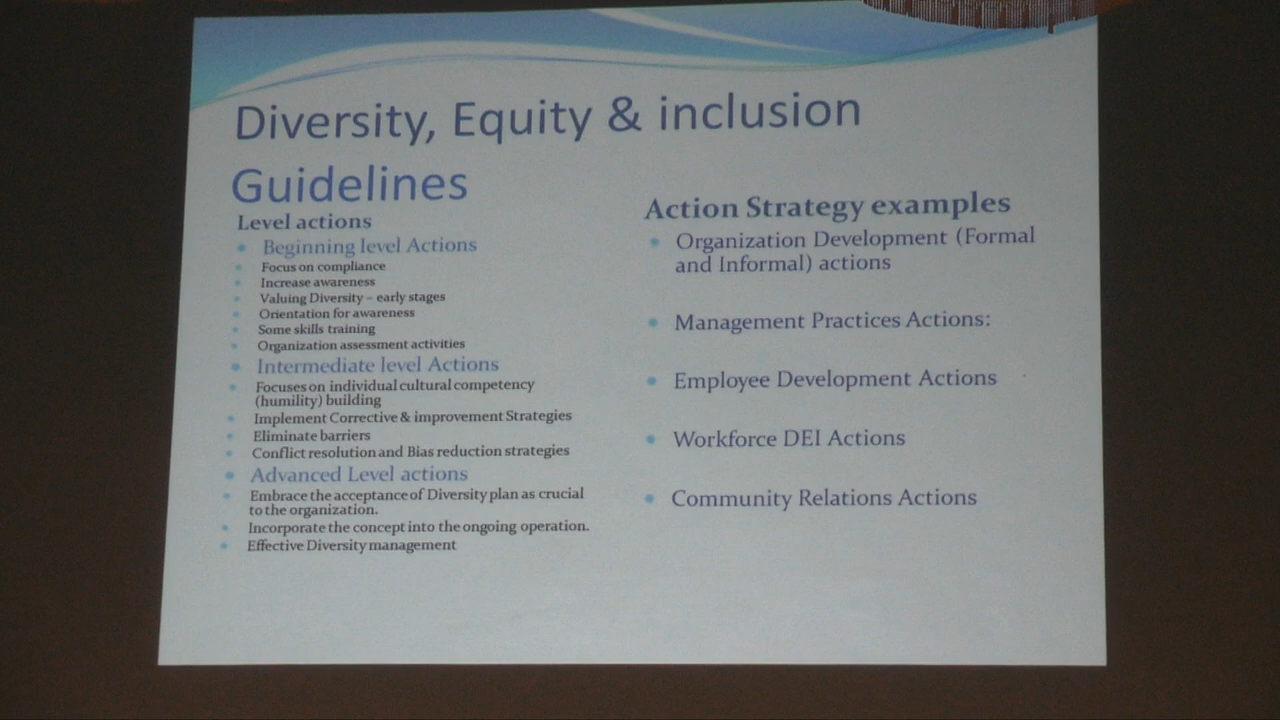 Diversity, Equity & inclusion
Guidelines
Level actions
Beginning level Actions
Focus on compliance
Increase awareness
Valuing Diversity – early stages
Orientation for awareness
Some skills training
Organization assessment activities
Intermediate level Actions
Focuses on individual cultural competency
(humility) building
Implement Corrective & improvement Strategies
Eliminate barriers
Conflict resolution and Bias reduction strategies
Advanced Level actions
Embrace the acceptance of Diversity plan as crucial
to the organization.
Incorporate the concept into the ongoing operation.
Effective Diversity management
Action Strategy examples
Organization Development (Formal
and Informal) actions
Management Practices Actions:
Employee Development Actions
Workforce DEI Actions
Community Relations Actions